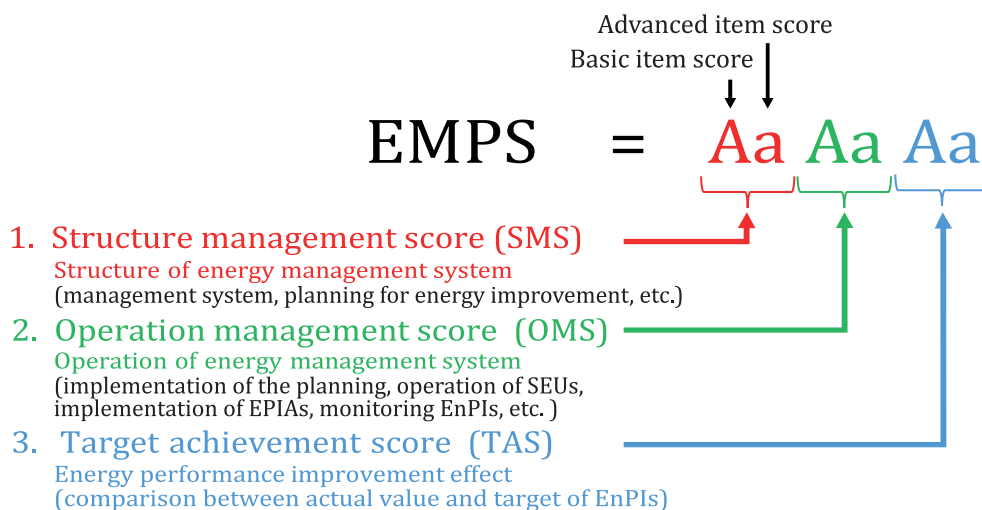 Advanced item score
Basic item score
EMPS = Aa Aa Aa
1. Structure management score (SMS)
Structure of energy management system
(management system, planning for energy improvement, etc.)
2. Operation management score (OMS)
Operation of energy management system
(implementation of the planning, operation of SEUs,
implementation of EPIAs, monitoring EnPIs, etc. )
3. Target achievement score (TAS)
Energy performance improvement effect
(comparison between actual value and target of EnPIs)